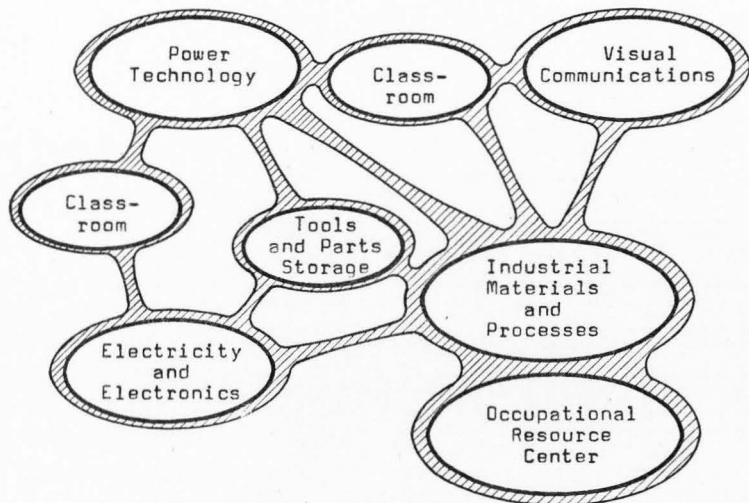 Power
Technology
Class-
room
Visual
Communications
Class-
room
Tools
and Parts
Storage
Industrial
Materials
and
Processes
Electricity
and
Electronics
Occupational
Resource
Center